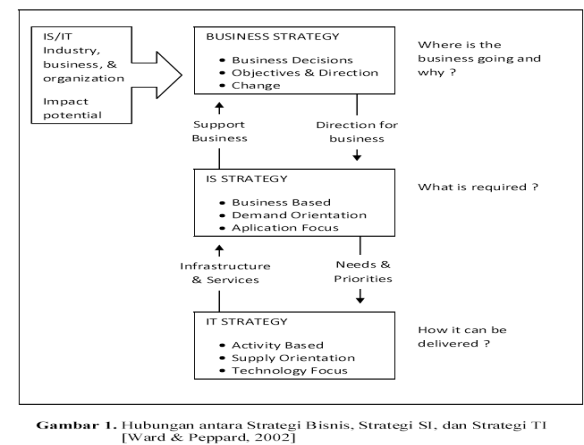 IS/IT
Industry,
business, &
organization
Impact
potential
BUSINESS STRATEGY
• Business Decisions
• Objectives & Direction
• Change
Where is the
business going and
why ?
Support
Business
Direction for
business
IS STRATEGY
• Business Based
• Demand Orientation
• Aplication Focus
What is required ?
Infrastructure
& Services
Needs &
Priorities
IT STRATEGY
• Activity Based
• Supply Orientation
• Technology Focus
How it can be
delivered ?
Gambar 1. Hubungan antara Strategi Bisnis, Strategi SI, dan Strategi TI
[Ward & Peppard, 2002]